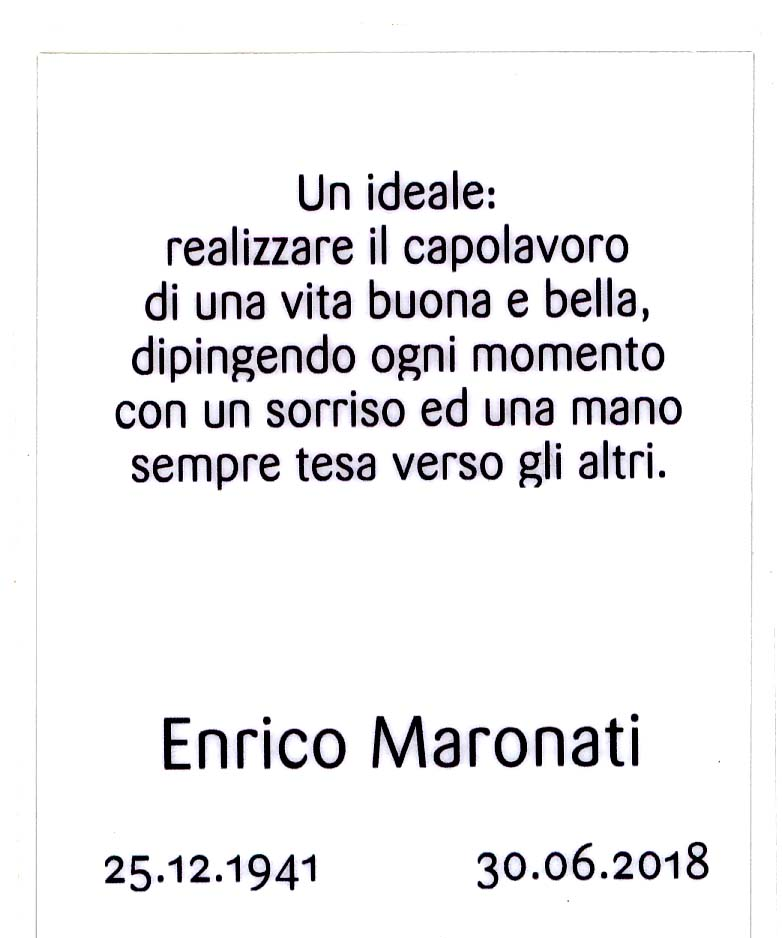 Un ideale:
realizzare il capolavoro
di una vita buona e bella,
dipingendo ogni momento
con un sorriso ed una mano
sempre tesa verso gli altri.
Enrico Maronati
25.12.1941 30.06.2018